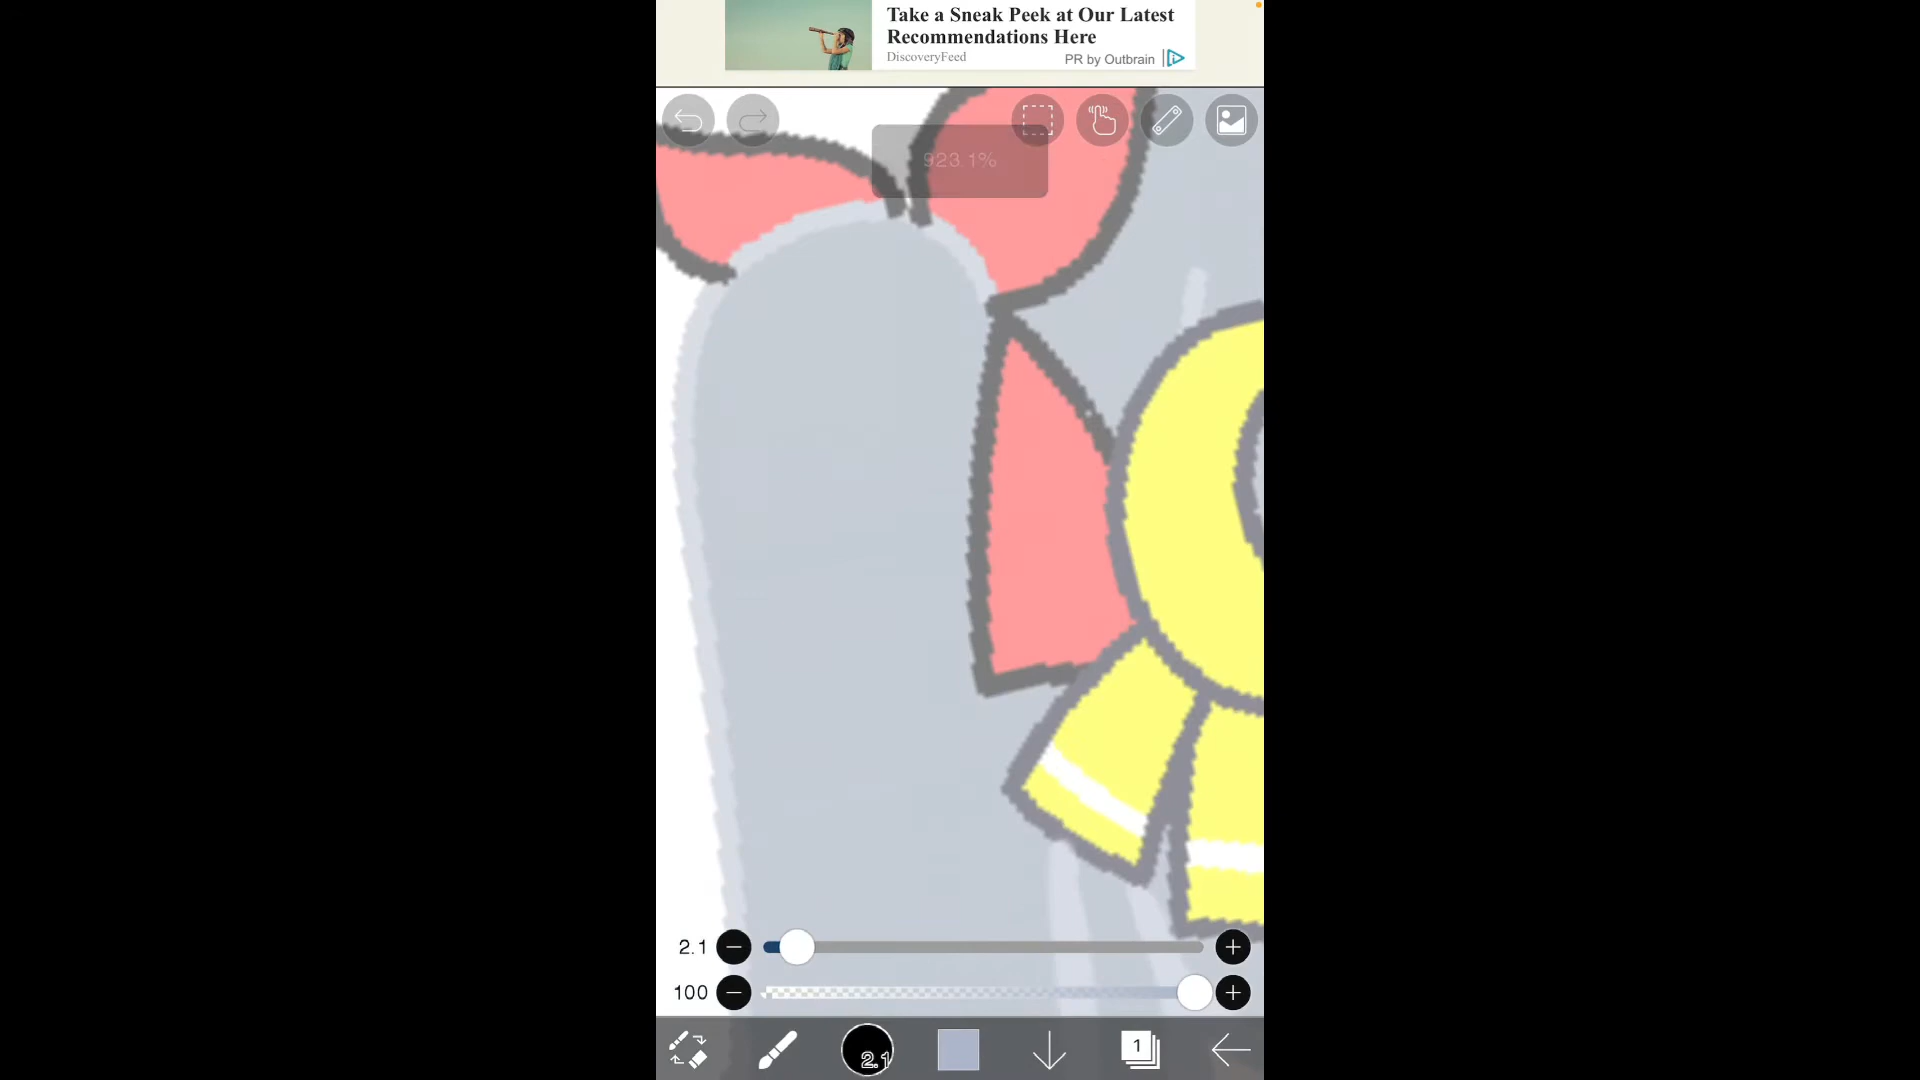 Take a Sneak Peek at Our Latest
Recommendations Here
DiscoveryFeed
PR by Outbrain
923.1%
2.1
100
2.1
1